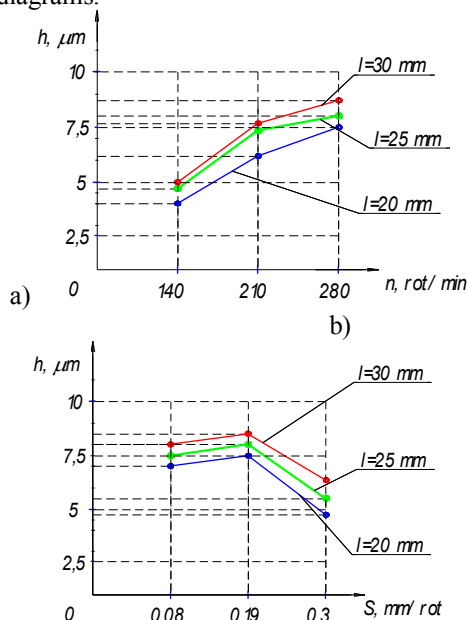 diagrams.
h, μm
10
7,5
5
2,5
0
l=30 mm
l=25 mm
l=20 mm
140 210 280 n, rot/ min
a)
b)
h, μm
10
7,5
5
2,5
0
l=30 mm
l=25 mm
l=20 mm
0,08 0,19 0,3 S, mm/ rot